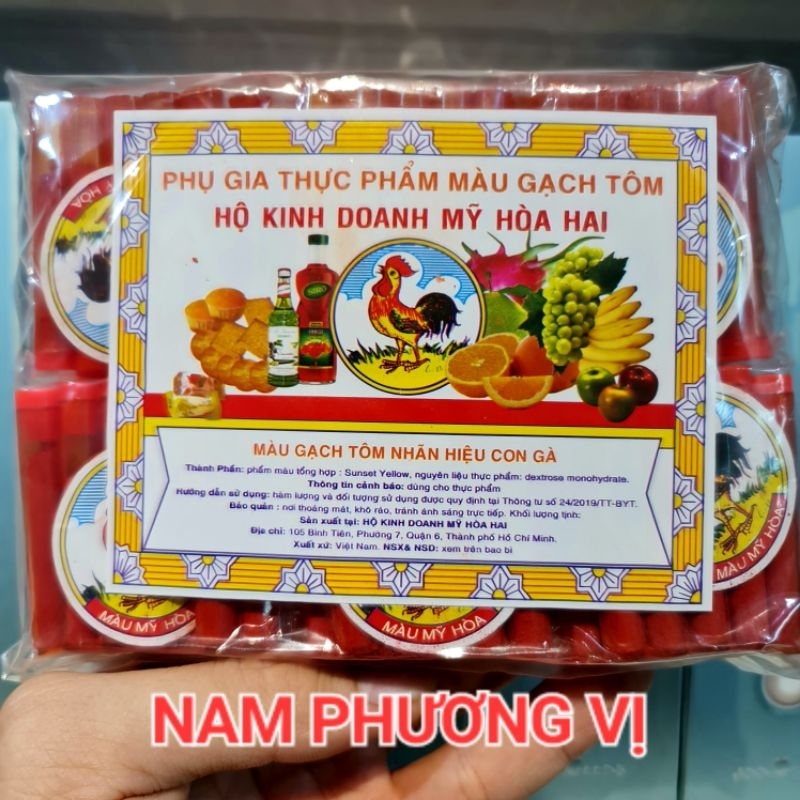 PHỤ GIA THỰC PHẨM MÀU GẠCH TÔM
HỘ KINH DOANH MỸ HÒA HAI
SIRO
MÀU GẠCH TÔM NHÃN HIỆU CON GÀ
Thành Phần: phẩm màu tổng hợp : Sunset Yellow, nguyên liệu thực phẩm: dextrose monohydrate.
Thông tin cảnh báo: dùng cho thực phẩm
Hướng dẫn sử dụng: hàm lượng và đối tượng sử dụng được quy định tại Thông tư số 24/2019/TT-BYT.
Bảo quản : nơi thoáng mát, khô ráo, tránh ánh sáng trực tiếp. Khối lượng tịnh:
Sản xuất tại: HỘ KINH DOANH MỸ HÒA HAI
Địa chỉ: 105 Bình Tiên, Phường 7, Quận 6, Thành phố Hồ Chí Minh.
Xuất xứ: Việt Nam. NSX& NSD: xem trên bao bì
MÀU MỸ HÒA
MÀU MỸ HÒA
MÀU MỸ HÒA
NAM PHƯƠNG VỊ